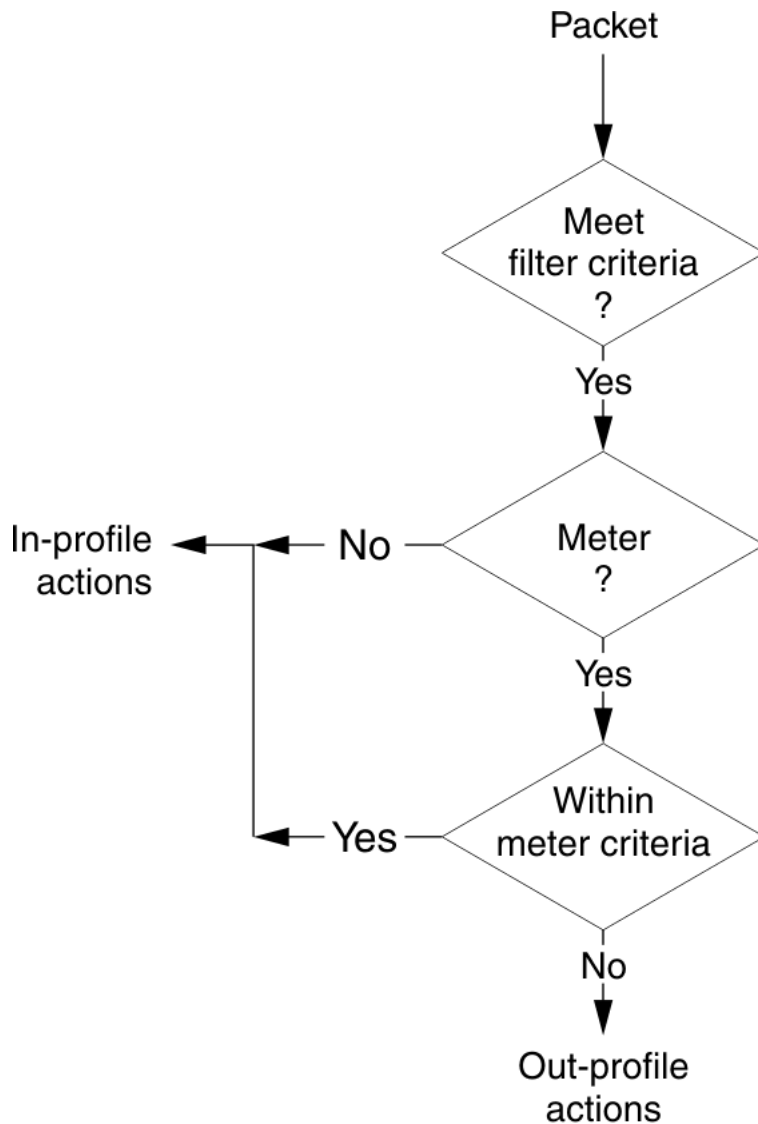 Packet
Meet
filter criteria
?
Yes
In-profile
actions
No
Meter
?
Yes
Yes
Within
meter criteria
No
Out-profile
actions